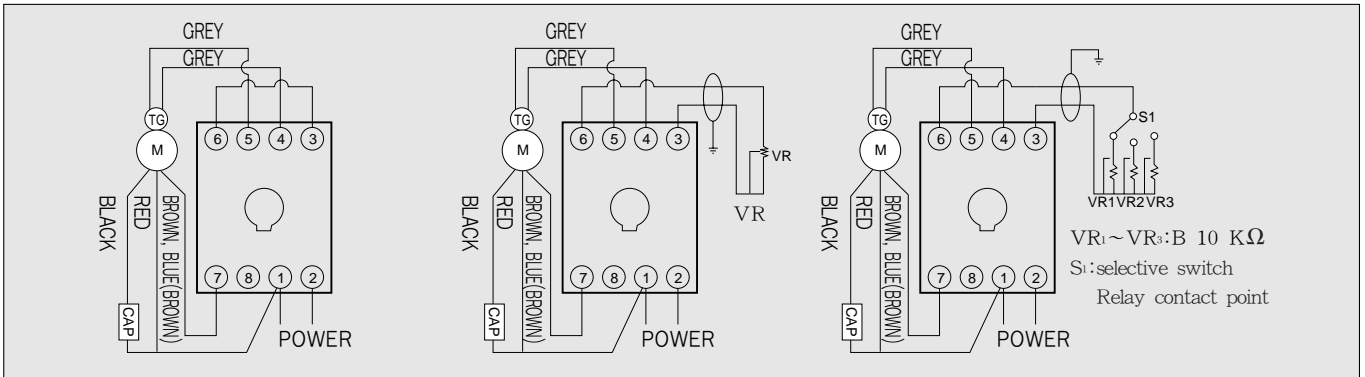 GREY
GREY
TG
M
6 5 4 3
7 8 1 2
BLACK
RED
BROWN, BLUE(BROWN)
CAP
POWER
GREY
GREY
TG
M
6 5 4 3
7 8 1 2
VR
VR
BLACK
RED
BROWN, BLUE(BROWN)
CAP
POWER
GREY
GREY
TG
M
6 5 4 3
7 8 1 2
S1
VR1 VR2 VR3
BLACK
RED
BROWN, BLUE(BROWN)
CAP
POWER
VR₁~VR₃:B 10 KΩ
S₁:selective switch
Relay contact point